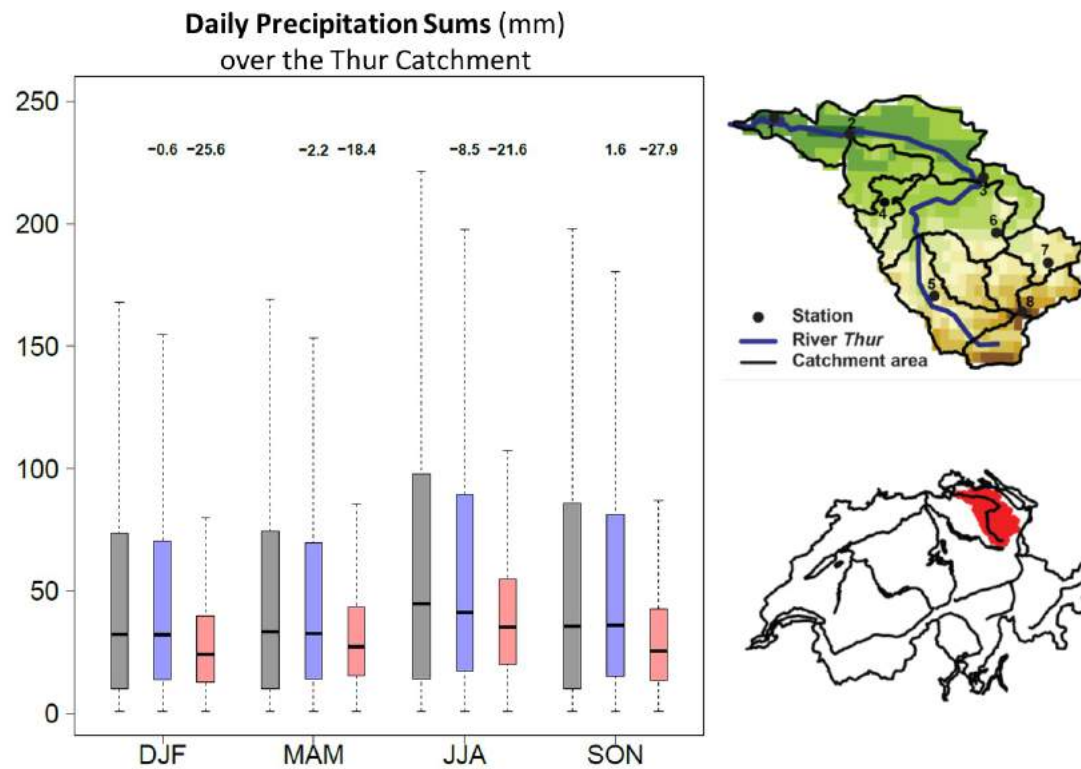 Daily Precipitation Sums (mm)
over the Thur Catchment
250
200
150
100
50
0
−0.6 −25.6
−2.2 −18.4
−8.5 −21.6
1.6 −27.9
DJF
MAM
JJA
SON
2
3
4
6
7
5
8
Station
River Thur
Catchment area